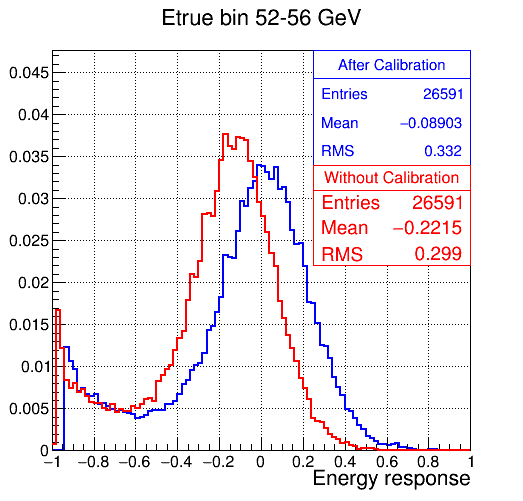 Etrue bin 52-56 GeV
After Calibration
Entries 26591
Mean −0.08903
RMS 0.332
Without Calibration
Entries 26591
Mean −0.2215
RMS 0.299
0.045
0.04
0.035
0.03
0.025
0.02
0.015
0.01
0.005
0
−1 −0.8 −0.6 −0.4 −0.2 0 0.2 0.4 0.6 0.8 1
Energy response